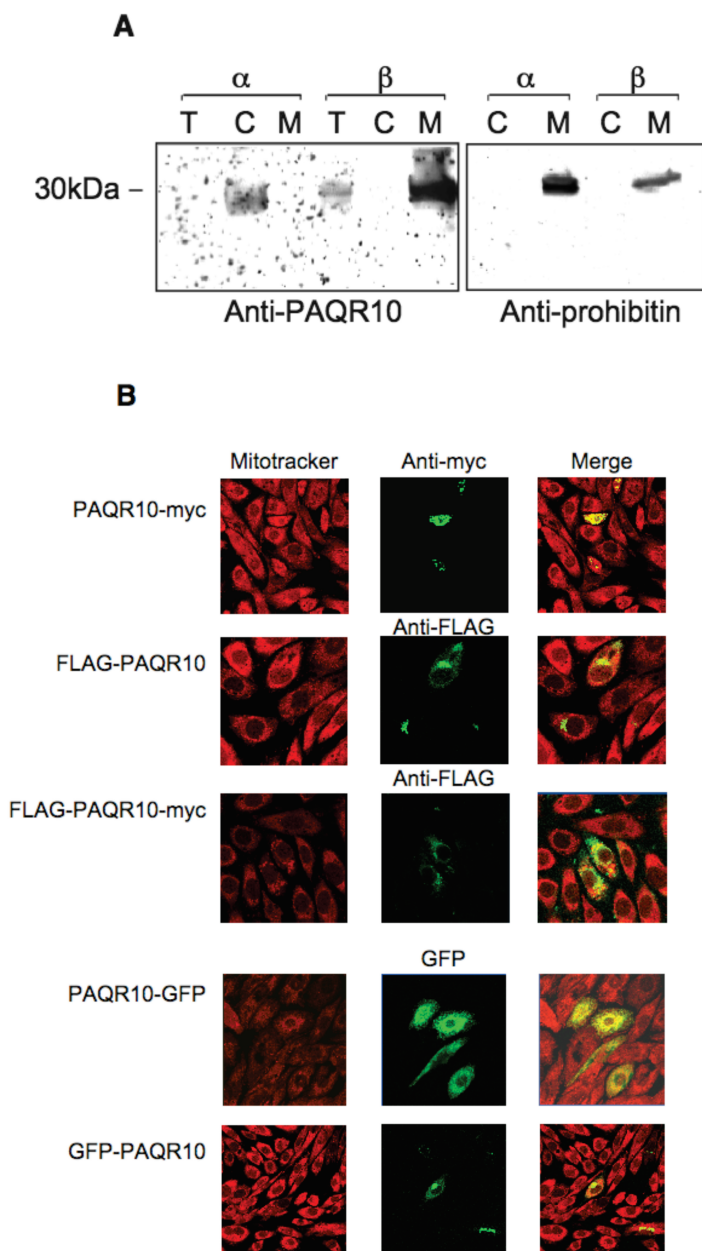 A
α β α β
T C M T C M C M C M
30kDa –
Anti-PAQR10 Anti-prohibitin
B
Mitotracker Anti-myc Merge
PAQR10-myc
Anti-FLAG
FLAG-PAQR10
Anti-FLAG
FLAG-PAQR10-myc
GFP
PAQR10-GFP
GFP-PAQR10